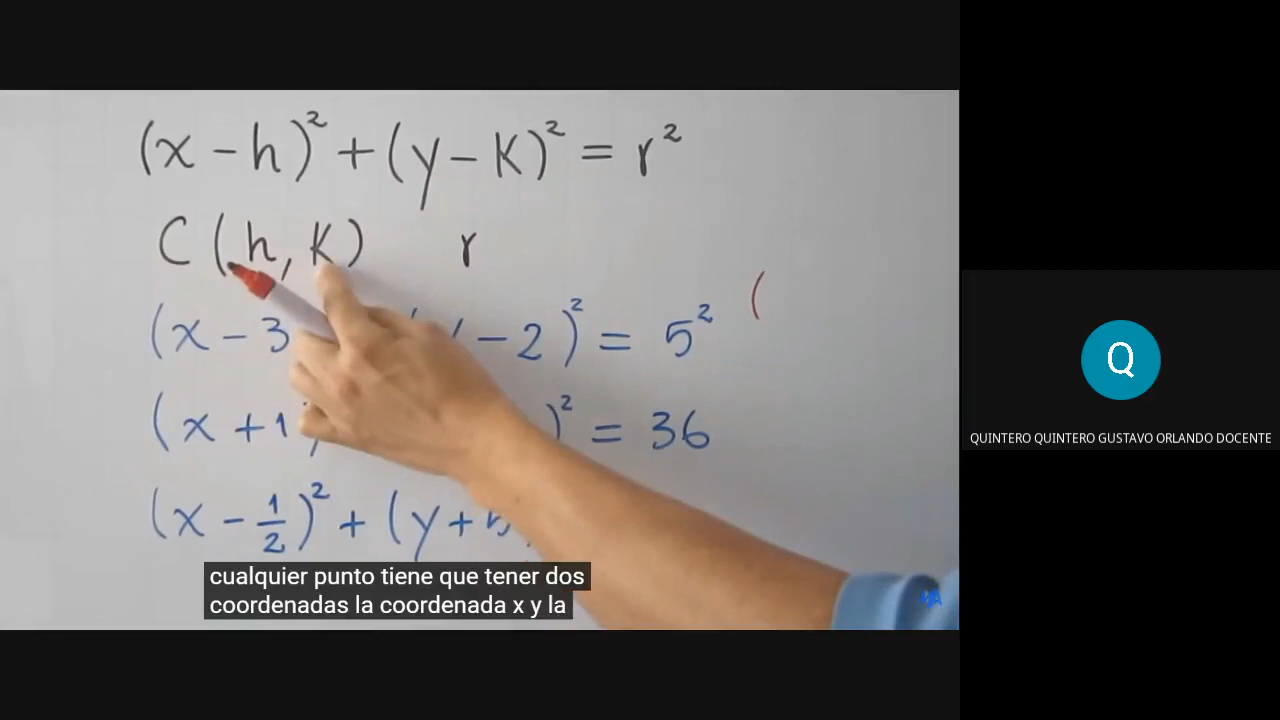 (x - h)² + (y - K)² = r²
C (h, K) r
(x - 3 - 2)² = 5² (
(x + 1 )² = 36
(x - 1/2)² + (y +
cualquier punto tiene que tener dos
coordenadas la coordenada x y la
Q
QUINTERO QUINTERO GUSTAVO ORLANDO DOCENTE